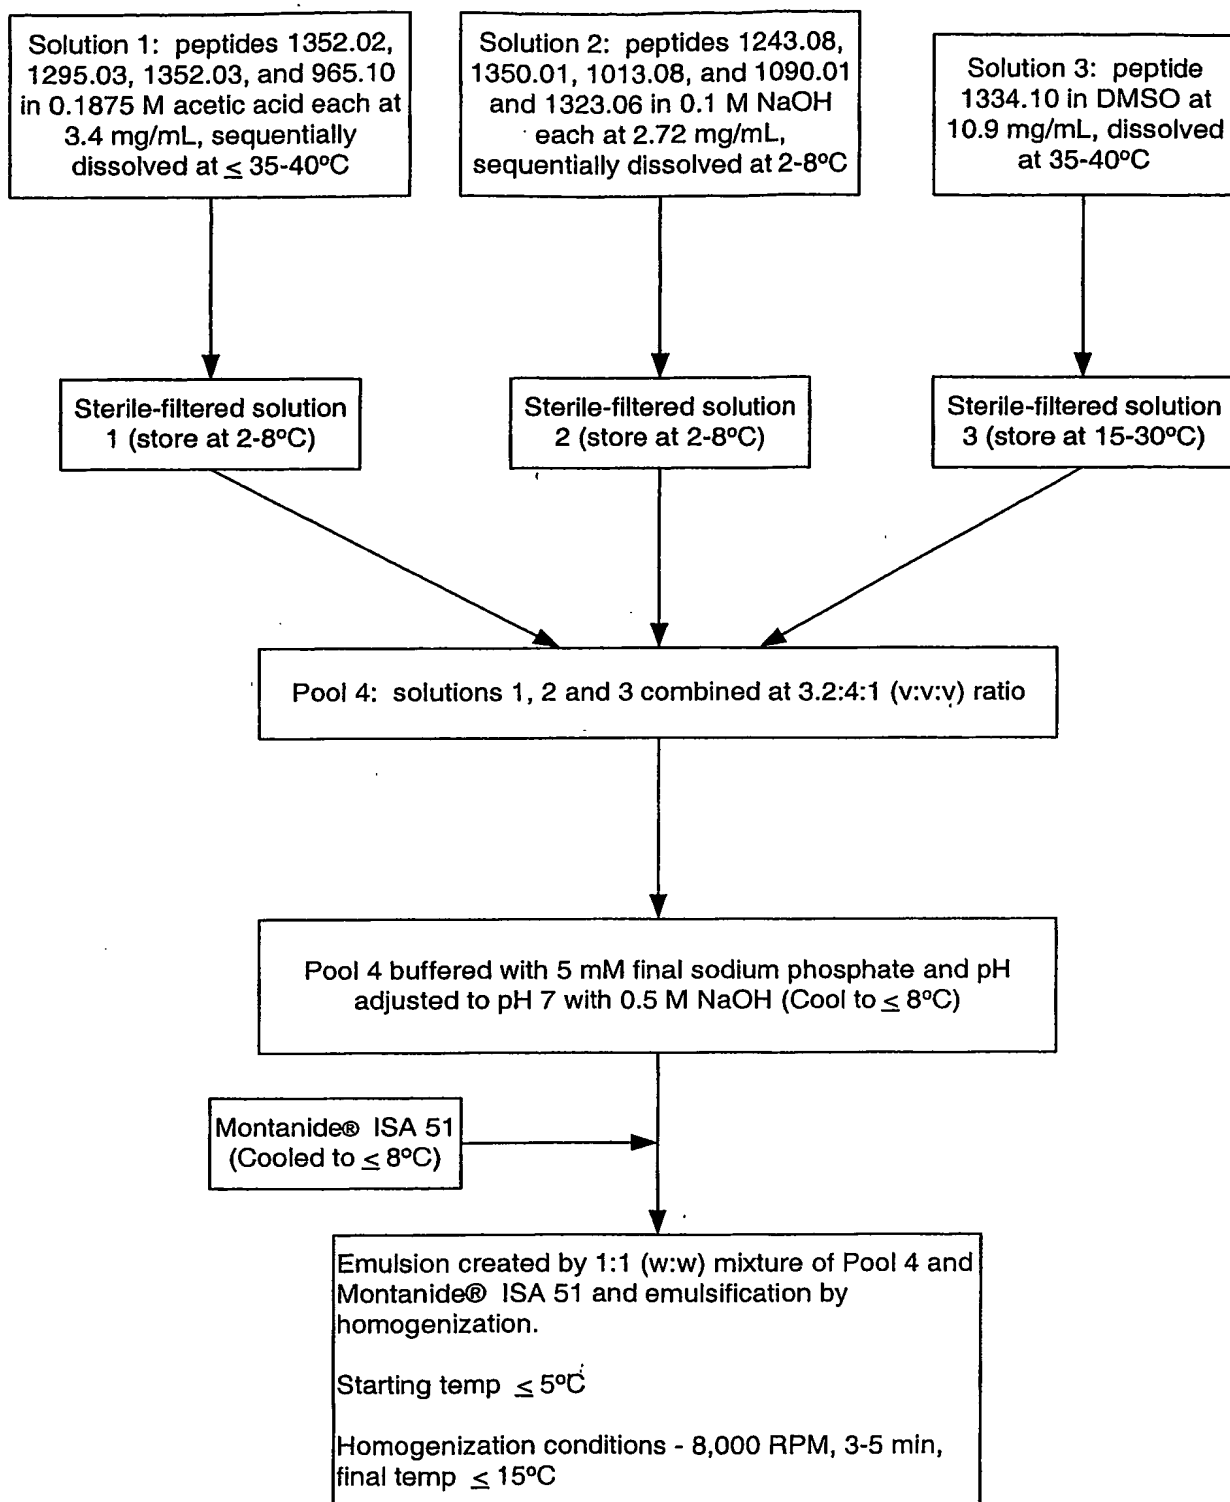 Solution 1: peptides 1352.02,
1295.03, 1352.03, and 965.10
in 0.1875 M acetic acid each at
3.4 mg/mL, sequentially
dissolved at ≤ 35-40ºC
Solution 2: peptides 1243.08,
1350.01, 1013.08, and 1090.01
and 1323.06 in 0.1 M NaOH
each at 2.72 mg/mL,
sequentially dissolved at 2-8ºC
Solution 3: peptide
1334.10 in DMSO at
10.9 mg/mL, dissolved
at 35-40ºC
Sterile-filtered solution
1 (store at 2-8ºC)
Sterile-filtered solution
2 (store at 2-8ºC)
Sterile-filtered solution
3 (store at 15-30ºC)
Pool 4: solutions 1, 2 and 3 combined at 3.2:4:1 (v:v:v) ratio
Pool 4 buffered with 5 mM final sodium phosphate and pH
adjusted to pH 7 with 0.5 M NaOH (Cool to ≤ 8ºC)
Montanide® ISA 51
(Cooled to ≤ 8ºC)
Emulsion created by 1:1 (w:w) mixture of Pool 4 and
Montanide® ISA 51 and emulsification by
homogenization.
Starting temp ≤ 5ºC
Homogenization conditions - 8,000 RPM, 3-5 min,
final temp ≤ 15ºC